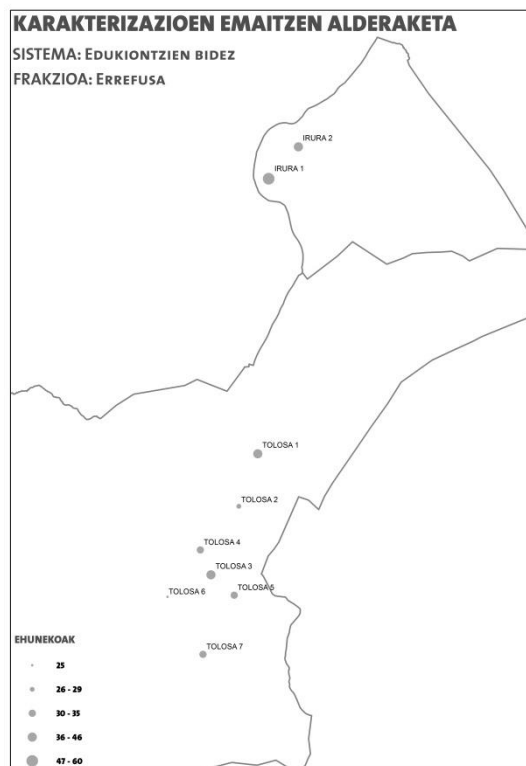 KARAKTERIZAZIOEN EMAITZEN ALDERAKETA
SISTEMA: EDUKIONTZIEN BIDEZ
FRAKZIOA: ERREFUSA
IRURA 2
IRURA 1
TOLOSA 1
TOLOSA 2
TOLOSA 4
TOLOSA 3
TOLOSA 6
TOLOSA 5
TOLOSA 7
EHUNEKOAK
25
26 - 29
30 - 35
36 - 46
47 - 60